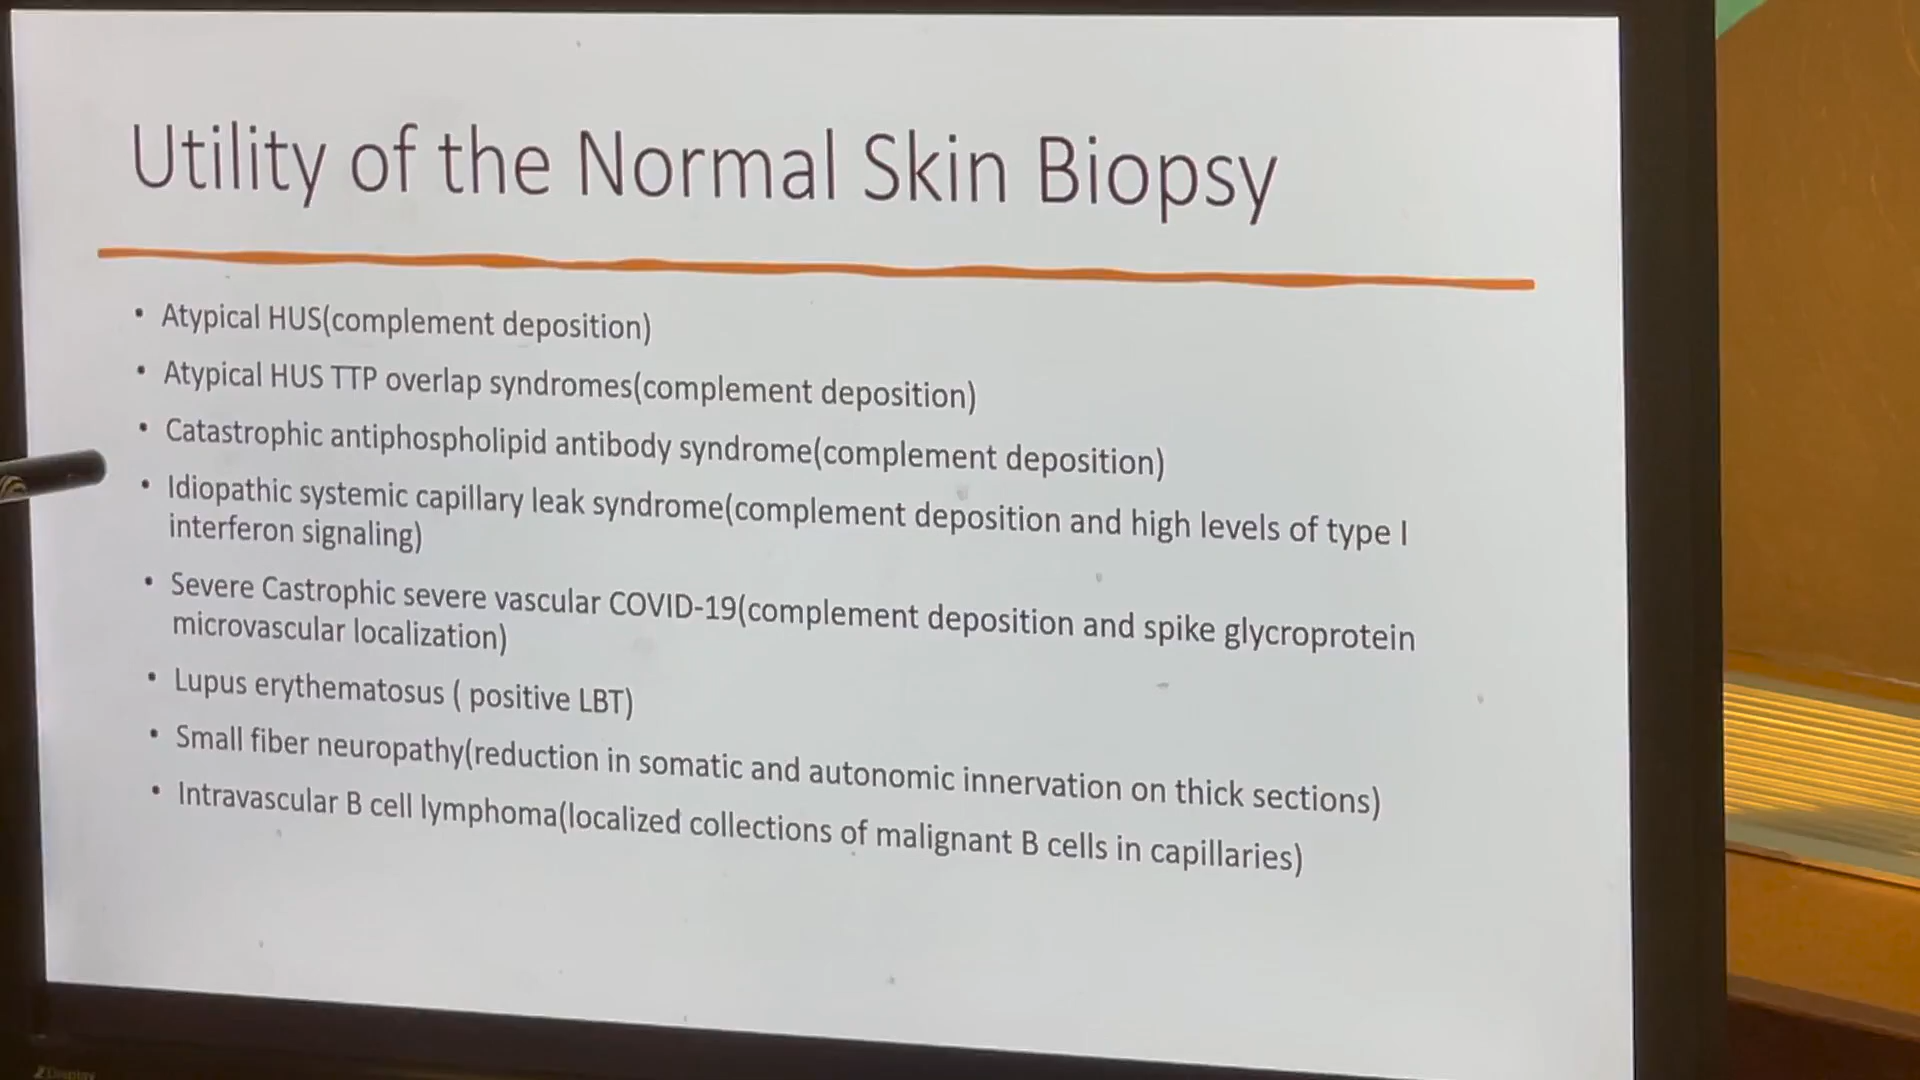 Utility of the Normal Skin Biopsy
• Atypical HUS(complement deposition)
• Atypical HUS TTP overlap syndromes(complement deposition)
• Catastrophic antiphospholipid antibody syndrome(complement deposition)
• Idiopathic systemic capillary leak syndrome(complement deposition and high levels of type I
interferon signaling)
• Severe Castrophic severe vascular COVID-19(complement deposition and spike glycroprotein
microvascular localization)
• Lupus erythematosus ( positive LBT)
• Small fiber neuropathy(reduction in somatic and autonomic innervation on thick sections)
• Intravascular B cell lymphoma(localized collections of malignant B cells in capillaries)
ZDisplay